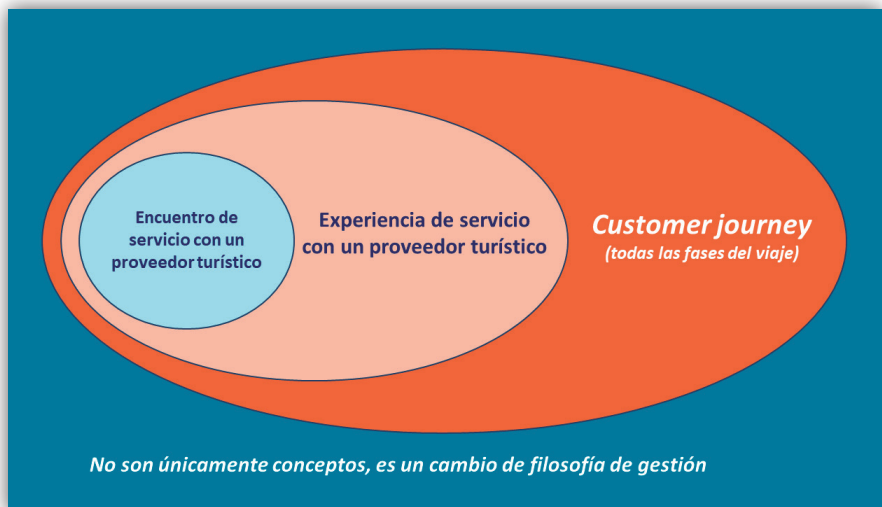 Encuentro de
servicio con un
proveedor turístico
Experiencia de servicio
con un proveedor turístico
Customer journey
(todas las fases del viaje)
No son únicamente conceptos, es un cambio de filosofía de gestión